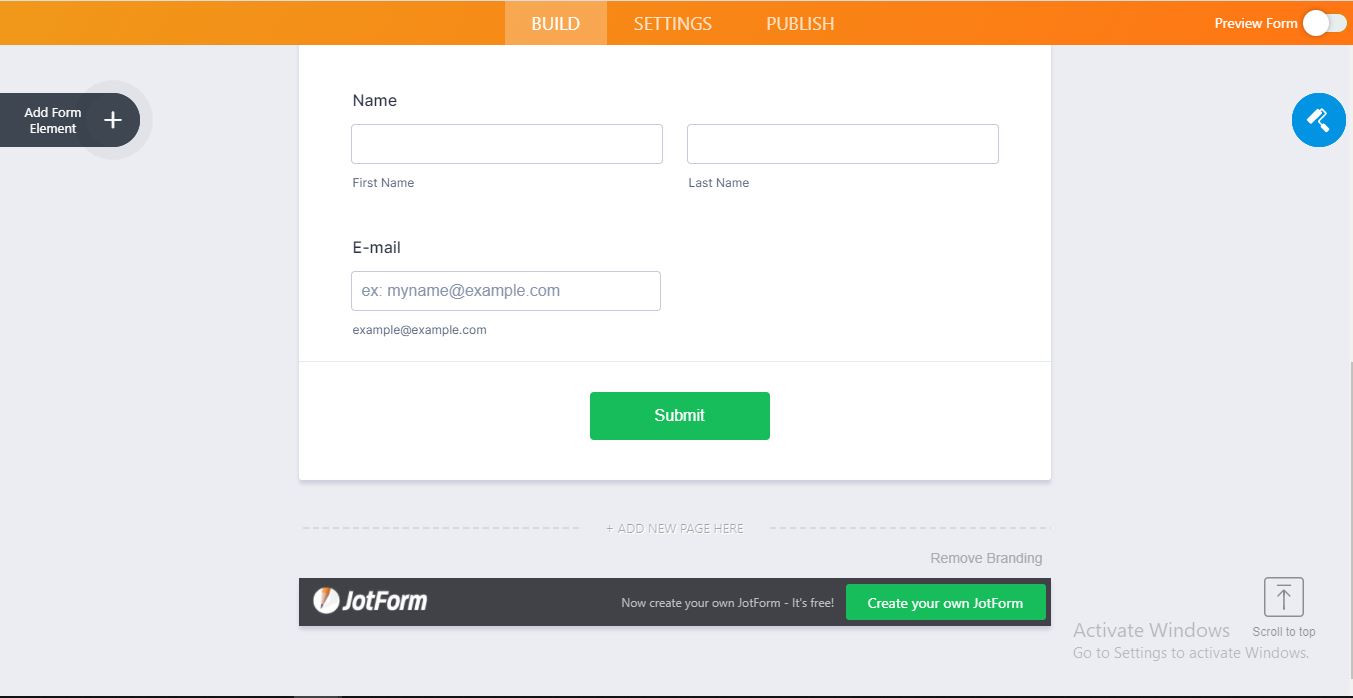 BUILD SETTINGS PUBLISH Preview Form
Add Form
Element +
Name
First Name Last Name
E-mail
ex: myname@example.com
example@example.com
Submit
+ ADD NEW PAGE HERE
Remove Branding
JotForm Now create your own JotForm - It's free! Create your own JotForm
Activate Windows
Scroll to top
Go to Settings to activate Windows.